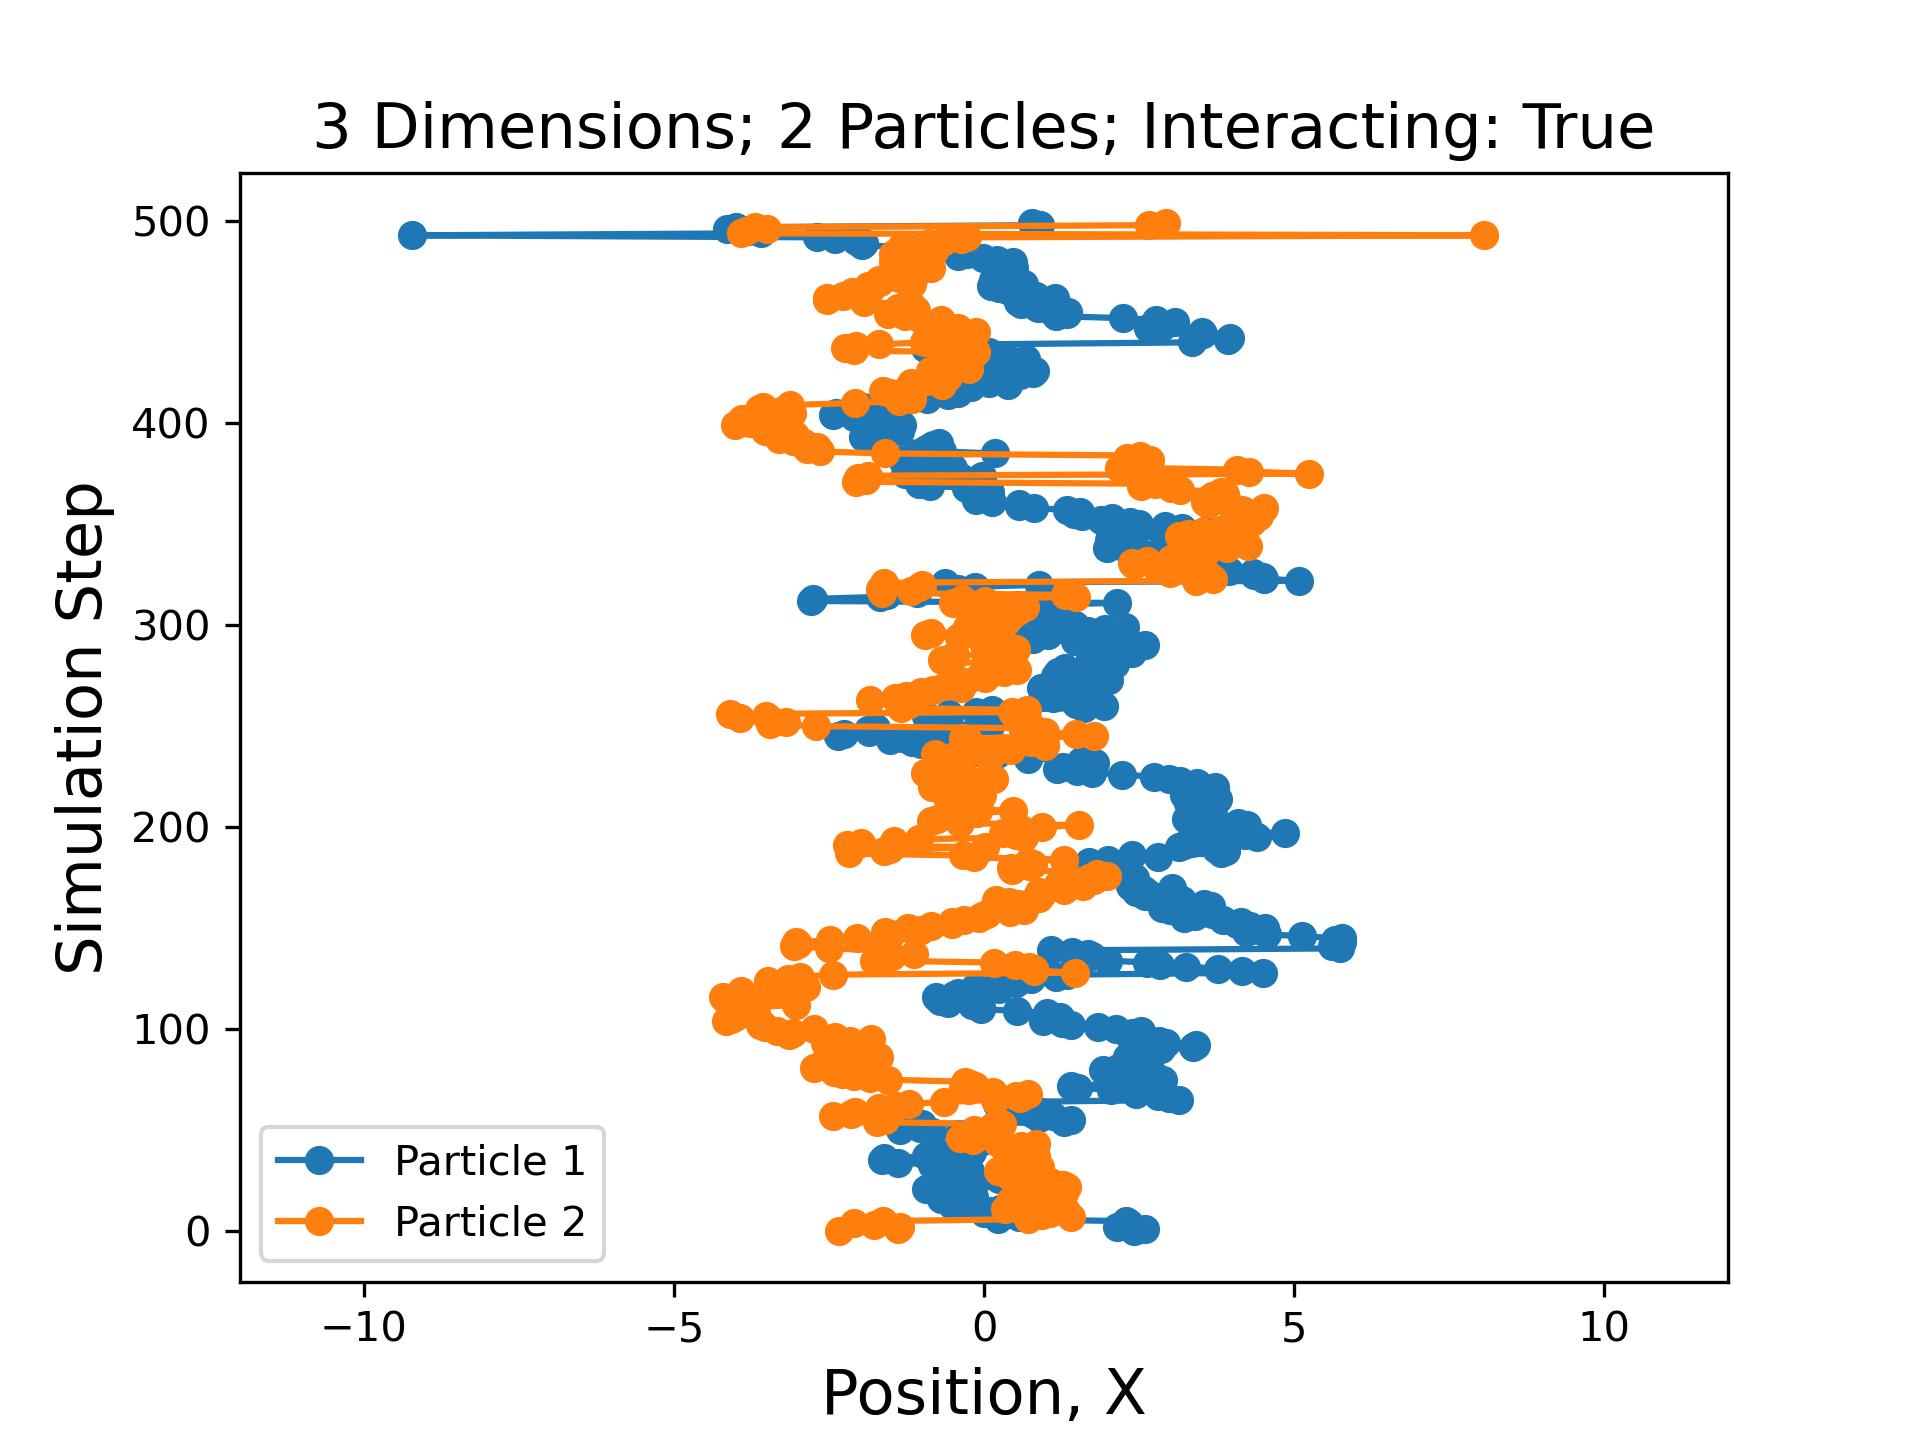 3 Dimensions; 2 Particles; Interacting: True
Simulation Step
500
400
300
200
100
0
Particle 1
Particle 2
−10
−5
0
5
10
Position, X